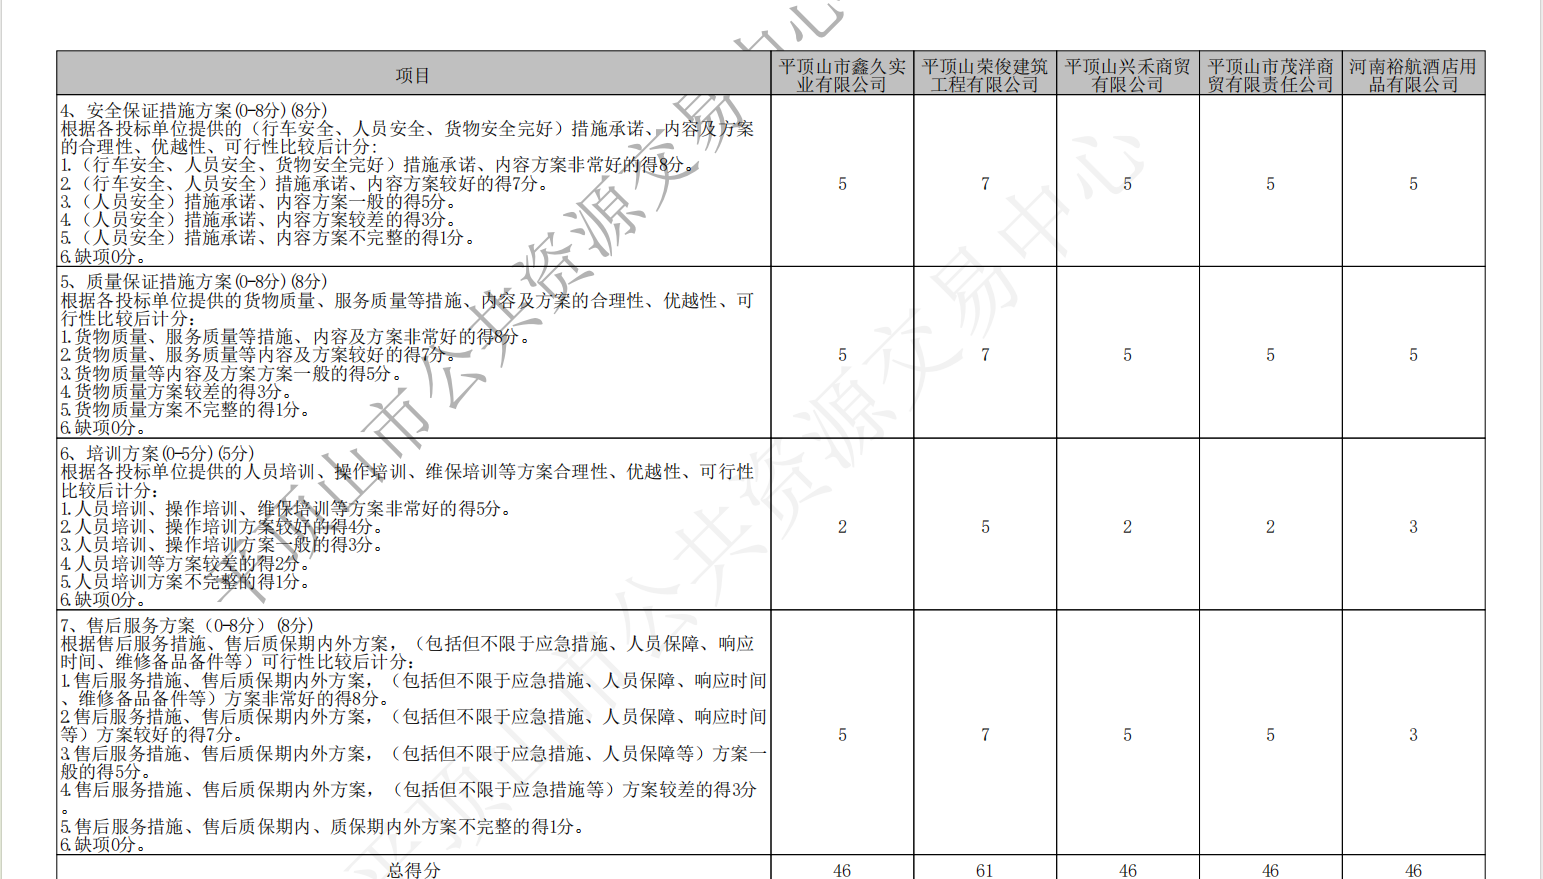 项目
平顶山市鑫久实
业有限公司
平顶山荣俊建筑
工程有限公司
平顶山兴禾商贸
有限公司
平顶山市茂洋商
贸有限责任公司
河南裕航酒店用
品有限公司
4、安全保证措施方案(0-8分)(8分)
根据各投标单位提供的（行车安全、人员安全、货物安全完好）措施承诺、内容及方案
的合理性、优越性、可行性比较后计分:
1.（行车安全、人员安全、货物安全完好）措施承诺、内容方案非常好的得8分。
2.（行车安全、人员安全）措施承诺、内容方案较好的得7分。
3.（人员安全）措施承诺、内容方案一般的得5分。
4.（人员安全）措施承诺、内容方案较差的得3分。
5.（人员安全）措施承诺、内容方案不完整的得1分。
6.缺项0分。
5 7 5 5 5
5、质量保证措施方案(0-8分)(8分)
根据各投标单位提供的货物质量、服务质量等措施、内容及方案的合理性、优越性、可
行性比较后计分:
1.货物质量、服务质量等措施、内容及方案非常好的得8分。
2.货物质量、服务质量等内容及方案较好的得7分。
3.货物质量等内容及方案方案一般的得5分。
4.货物质量方案较差的得3分。
5.货物质量方案不完整的得1分。
6.缺项0分。
5 7 5 5 5
6、培训方案(0-5分)(5分)
根据各投标单位提供的人员培训、操作培训、维保培训等方案合理性、优越性、可行性
比较后计分:
1.人员培训、操作培训、维保培训等方案非常好的得5分。
2.人员培训、操作培训方案较好的得4分。
3.人员培训、操作培训方案一般的得3分。
4.人员培训等方案较差的得2分。
5.人员培训方案不完整的得1分。
6.缺项0分。
2 5 2 2 3
7、售后服务方案（0-8分）(8分)
根据售后服务措施、售后质保期内外方案，（包括但不限于应急措施、人员保障、响应
时间、维修备品备件等）可行性比较后计分:
1.售后服务措施、售后质保期内外方案，（包括但不限于应急措施、人员保障、响应时间
、维修备品备件等）方案非常好的得8分。
2.售后服务措施、售后质保期内外方案，（包括但不限于应急措施、人员保障、响应时间
等）方案较好的得7分。
3.售后服务措施、售后质保期内外方案，（包括但不限于应急措施、人员保障等）方案一
般的得5分。
4.售后服务措施、售后质保期内外方案，（包括但不限于应急措施等）方案较差的得3分
。
5.售后服务措施、售后质保期内、质保期内外方案不完整的得1分。
6.缺项0分。
5 7 5 5 3
总得分 46 61 46 46 46
平顶山市公共资源交易中心
平顶山市公共资源交易中心